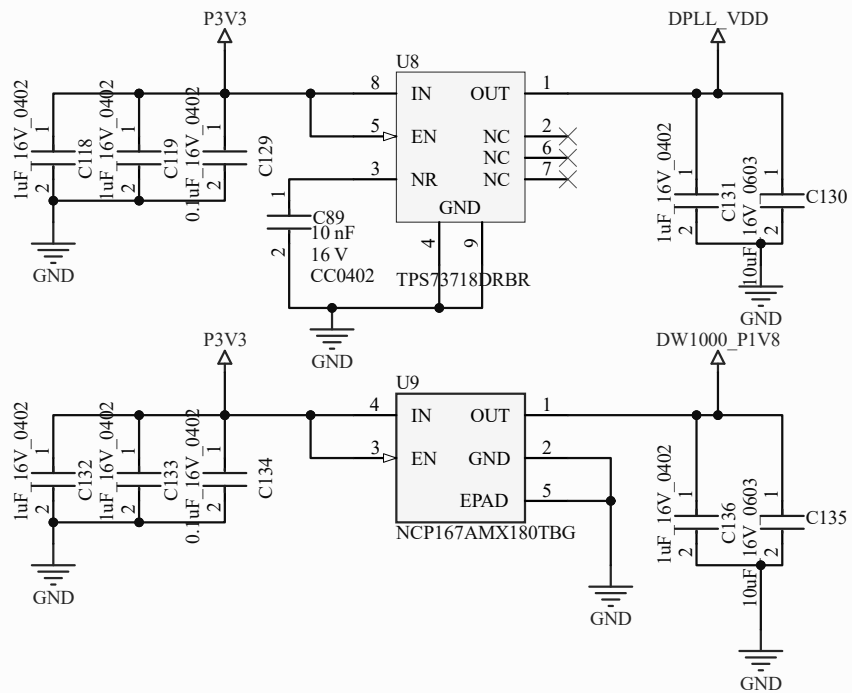 P3V3
DPLL_VDD
U8
8
IN
OUT
1
5
EN
NC
2
NC
6
3
NR
NC
7
GND
4
9
TPS73718DRBR
1
2
C89
10 nF
16 V
CC0402
GND
1uF_16V_0402
1
2
C118
1uF_16V_0402
1
2
C119
0.1uF_16V_0402
1
2
C129
GND
1uF_16V_0402
1
2
C131
10uF_16V_0603
1
2
C130
GND
P3V3
DW1000_P1V8
U9
4
IN
OUT
1
3
EN
GND
2
EPAD
5
NCP167AMX180TBG
GND
1uF_16V_0402
1
2
C132
1uF_16V_0402
1
2
C133
0.1uF_16V_0402
1
2
C134
GND
1uF_16V_0402
1
2
C136
10uF_16V_0603
1
2
C135
GND